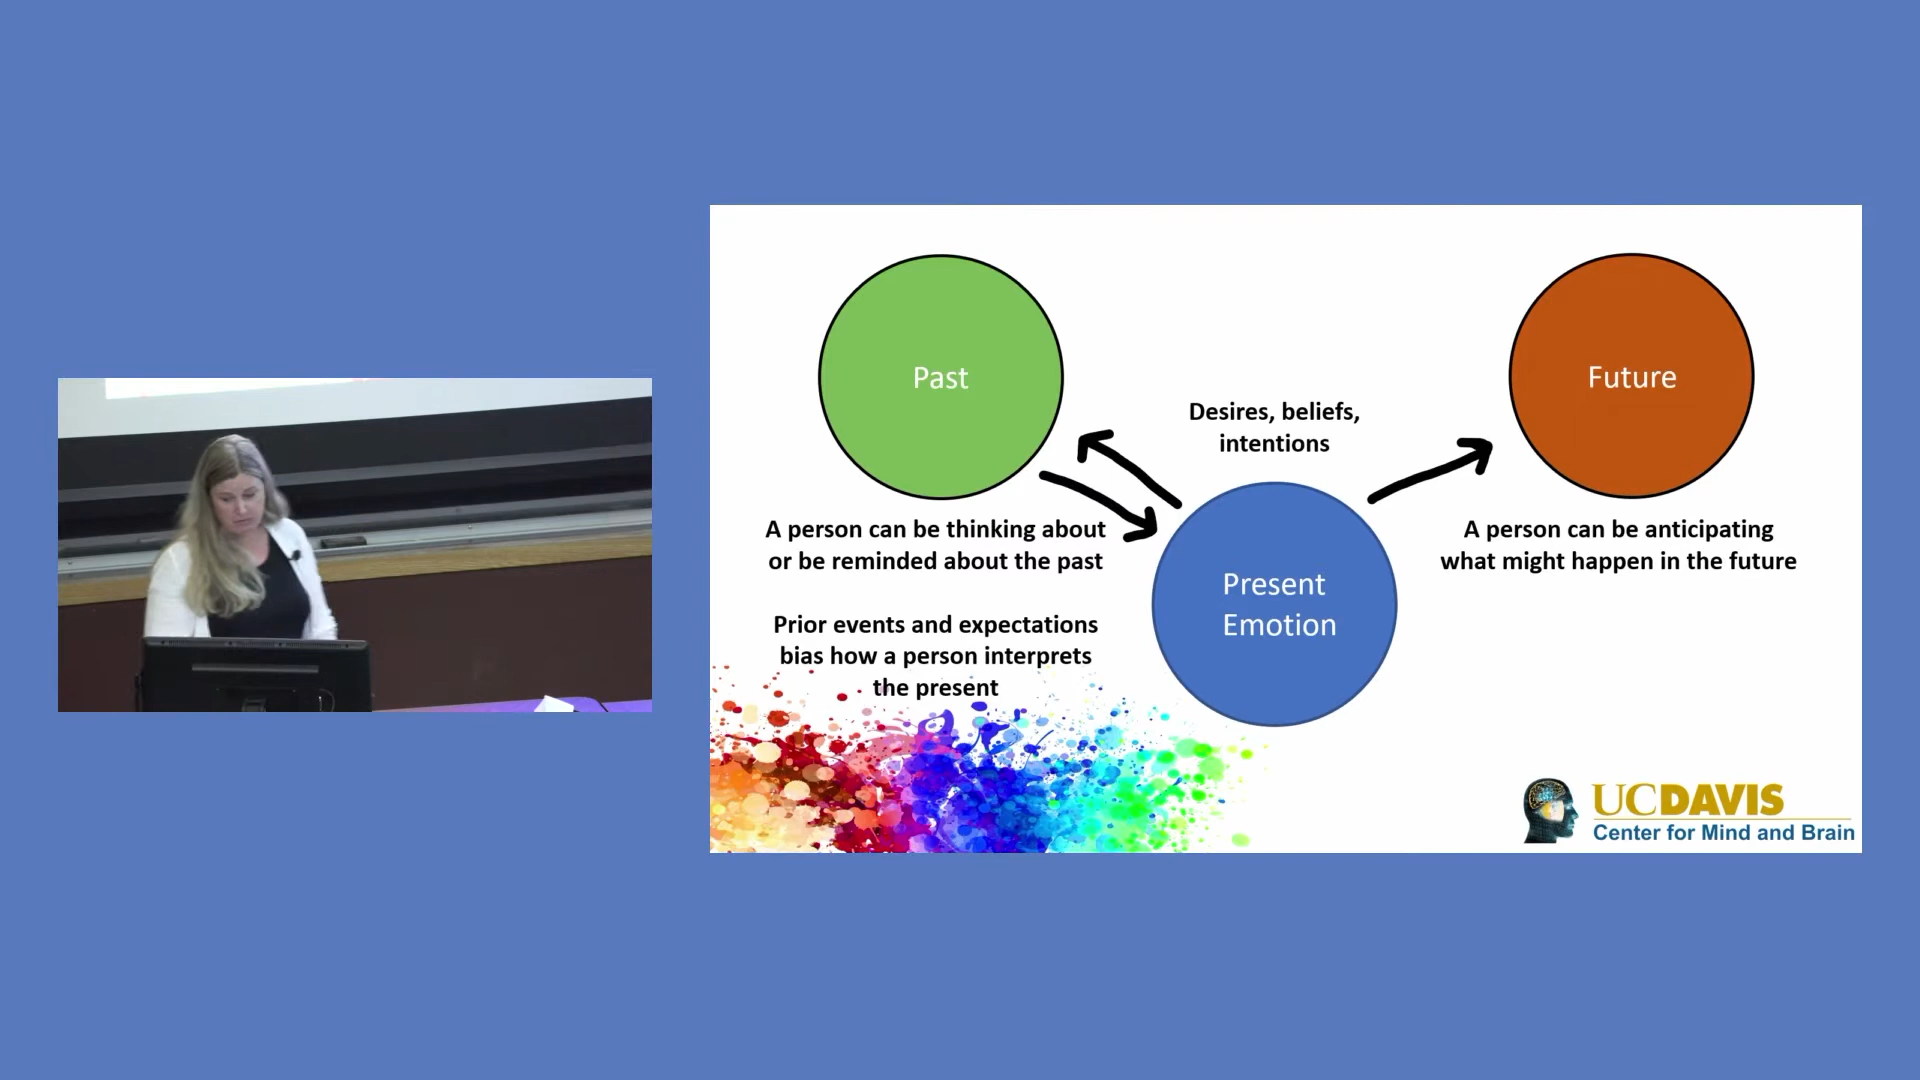 Past
Future
Desires, beliefs,
intentions
A person can be thinking about
or be reminded about the past
A person can be anticipating
what might happen in the future
Present
Emotion
Prior events and expectations
bias how a person interprets
the present
UCDAVIS
Center for Mind and Brain